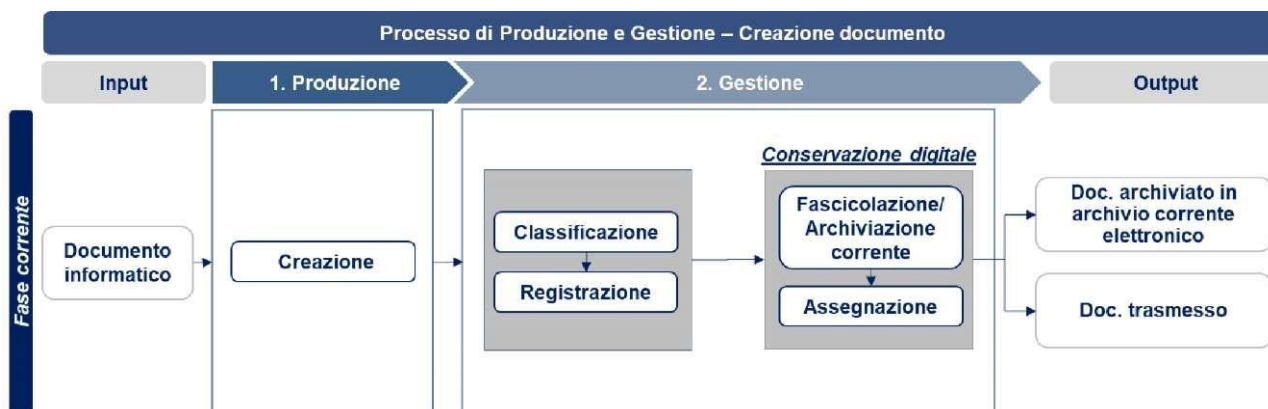 Processo di Produzione e Gestione – Creazione documento
Input
1. Produzione
2. Gestione
Output
Fase corrente
Documento
informatico
Creazione
Classificazione
Registrazione
Conservazione digitale
Fascicolazione/
Archiviazione
corrente
Assegnazione
Doc. archiviato in
archivio corrente
elettronico
Doc. trasmesso